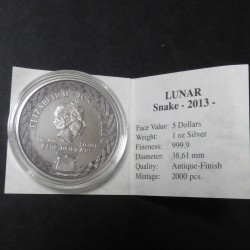 LUNAR
Snake - 2013 -
Face Value: 5 Dollars
Weight: 1 oz Silver
Fineness: 999.9
Diameter: 38,61 mm
Quality: Antique-Finish
Mintage: 2000 pcs.
ELIZABETH II
FIVE DOLLARS